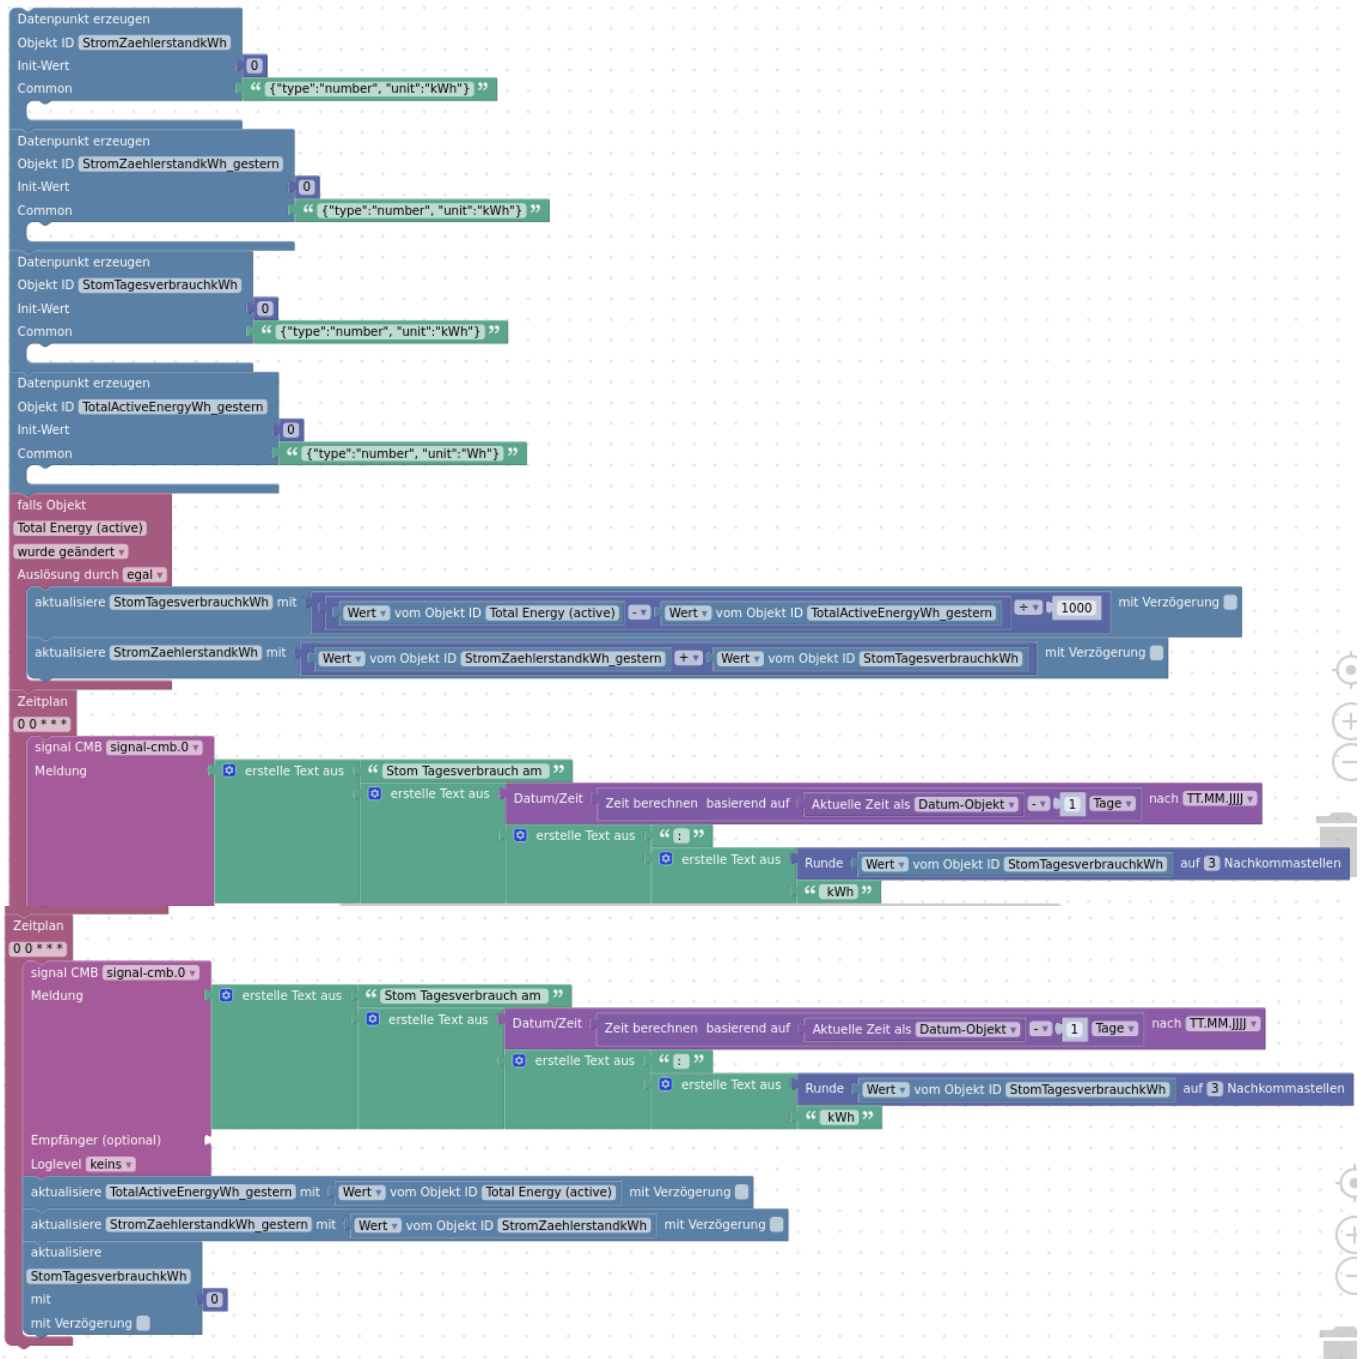 Datenpunkt erzeugen
Objekt ID StromZaehlerstandkWh
Init-Wert 0
Common “ {"type":"number", "unit":"kWh"} ”
Datenpunkt erzeugen
Objekt ID StromZaehlerstandkWh_gestern
Init-Wert 0
Common “ {"type":"number", "unit":"kWh"} ”
Datenpunkt erzeugen
Objekt ID StomTagesverbrauchkWh
Init-Wert 0
Common “ {"type":"number", "unit":"kWh"} ”
Datenpunkt erzeugen
Objekt ID TotalActiveEnergyWh_gestern
Init-Wert 0
Common “ {"type":"number", "unit":"Wh"} ”
falls Objekt
Total Energy (active)
wurde geändert
Auslösung durch egal
aktualisiere StomTagesverbrauchkWh mit Wert vom Objekt ID Total Energy (active) - Wert vom Objekt ID TotalActiveEnergyWh_gestern ÷ 1000 mit Verzögerung
aktualisiere StromZaehlerstandkWh mit Wert vom Objekt ID StromZaehlerstandkWh_gestern + Wert vom Objekt ID StomTagesverbrauchkWh mit Verzögerung
Zeitplan
0 0 * * *
signal CMB signal-cmb.0
Meldung erstelle Text aus “ Stom Tagesverbrauch am ”
erstelle Text aus Datum/Zeit Zeit berechnen basierend auf Aktuelle Zeit als Datum-Objekt - 1 Tage nach TT.MM.JJJJ
erstelle Text aus “ : ”
erstelle Text aus Runde Wert vom Objekt ID StomTagesverbrauchkWh auf 3 Nachkommastellen
“ kWh ”
Zeitplan
0 0 * * *
signal CMB signal-cmb.0
Meldung erstelle Text aus “ Stom Tagesverbrauch am ”
erstelle Text aus Datum/Zeit Zeit berechnen basierend auf Aktuelle Zeit als Datum-Objekt - 1 Tage nach TT.MM.JJJJ
erstelle Text aus “ : ”
erstelle Text aus Runde Wert vom Objekt ID StomTagesverbrauchkWh auf 3 Nachkommastellen
“ kWh ”
Empfänger (optional)
Loglevel keins
aktualisiere TotalActiveEnergyWh_gestern mit Wert vom Objekt ID Total Energy (active) mit Verzögerung
aktualisiere StromZaehlerstandkWh_gestern mit Wert vom Objekt ID StromZaehlerstandkWh mit Verzögerung
aktualisiere
StomTagesverbrauchkWh
mit 0
mit Verzögerung